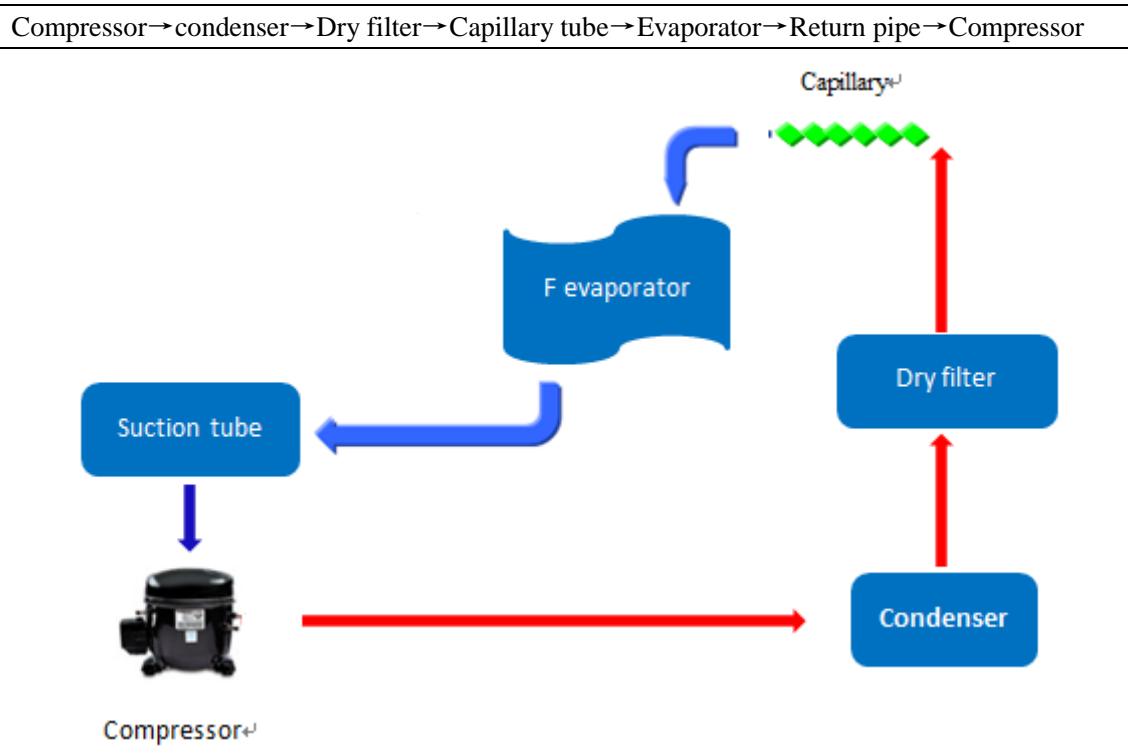 Compressor→condenser→Dry filter→Capillary tube→Evaporator→Return pipe→Compressor
Capillary↵
F evaporator
Dry filter
Suction tube
Condenser
Compressor↵